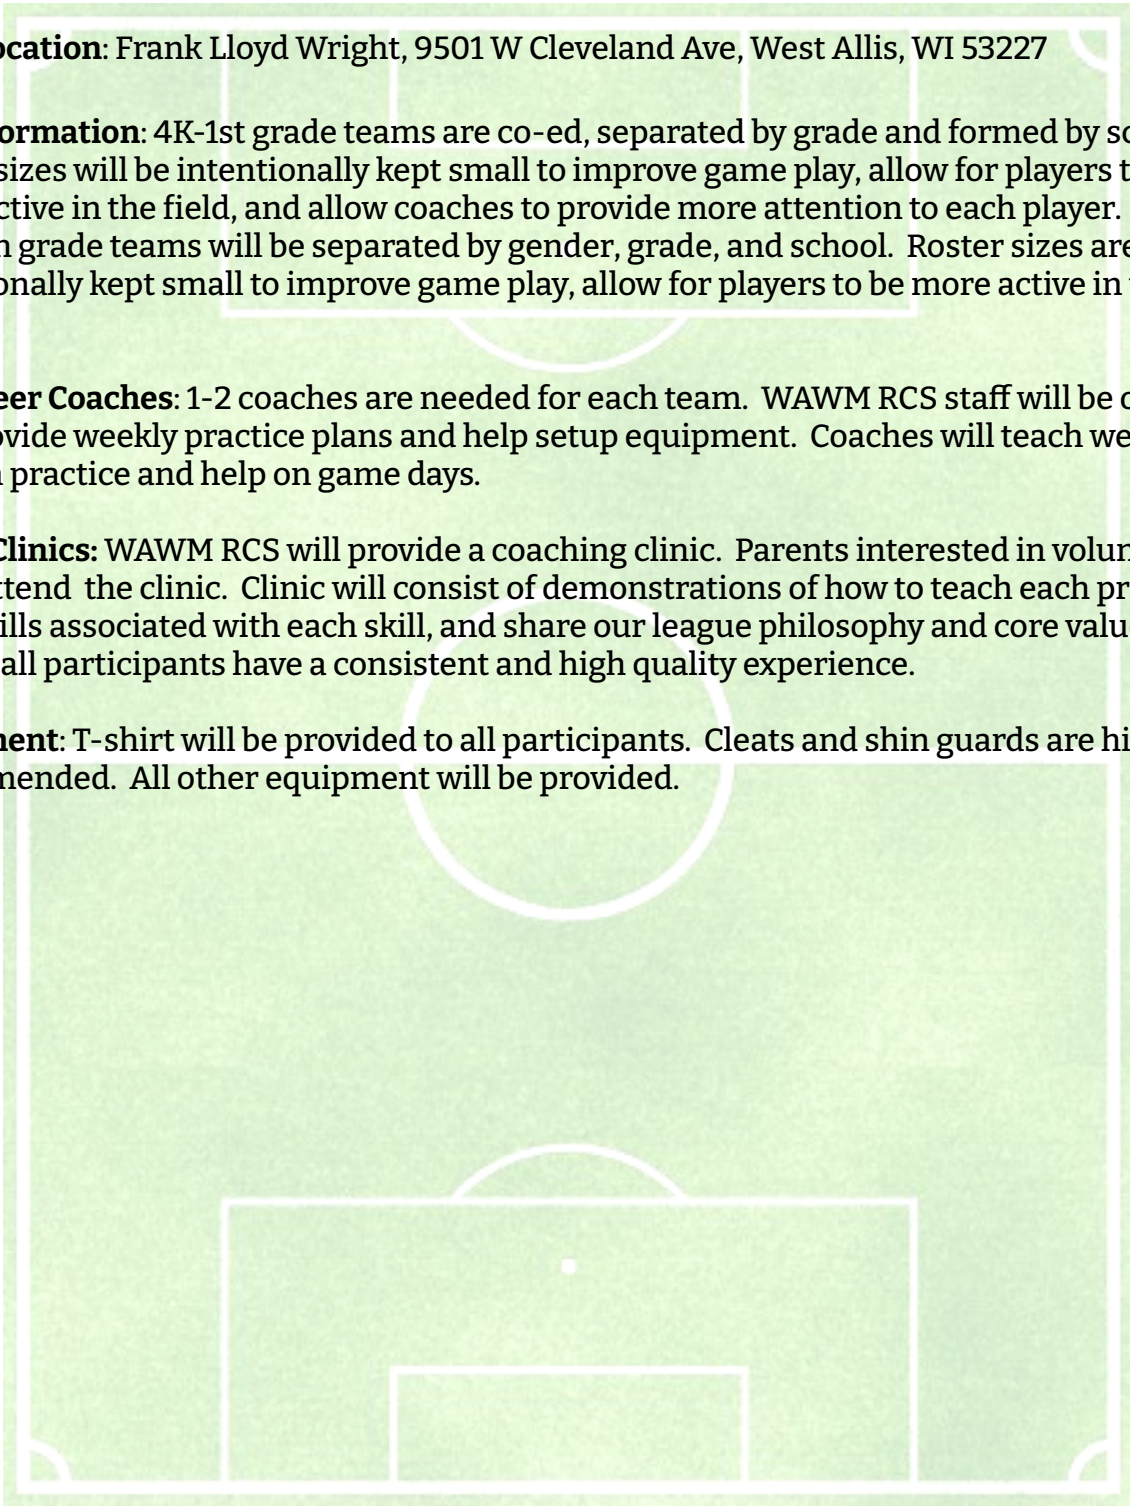 ocation: Frank Lloyd Wright, 9501 W Cleveland Ave, West Allis, WI 53227
ormation: 4K-1st grade teams are co-ed, separated by grade and formed by sc
sizes will be intentionally kept small to improve game play, allow for players t
ctive in the field, and allow coaches to provide more attention to each player.
grade teams will be separated by gender, grade, and school. Roster sizes are
onally kept small to improve game play, allow for players to be more active in
eer Coaches: 1-2 coaches are needed for each team. WAWM RCS staff will be
vide weekly practice plans and help setup equipment. Coaches will teach we
practice and help on game days.
Clinics: WAWM RCS will provide a coaching clinic. Parents interested in volun
ttend the clinic. Clinic will consist of demonstrations of how to teach each pr
ills associated with each skill, and share our league philosophy and core valu
all participants have a consistent and high quality experience.
ent: T-shirt will be provided to all participants. Cleats and shin guards are hi
mended. All other equipment will be provided.